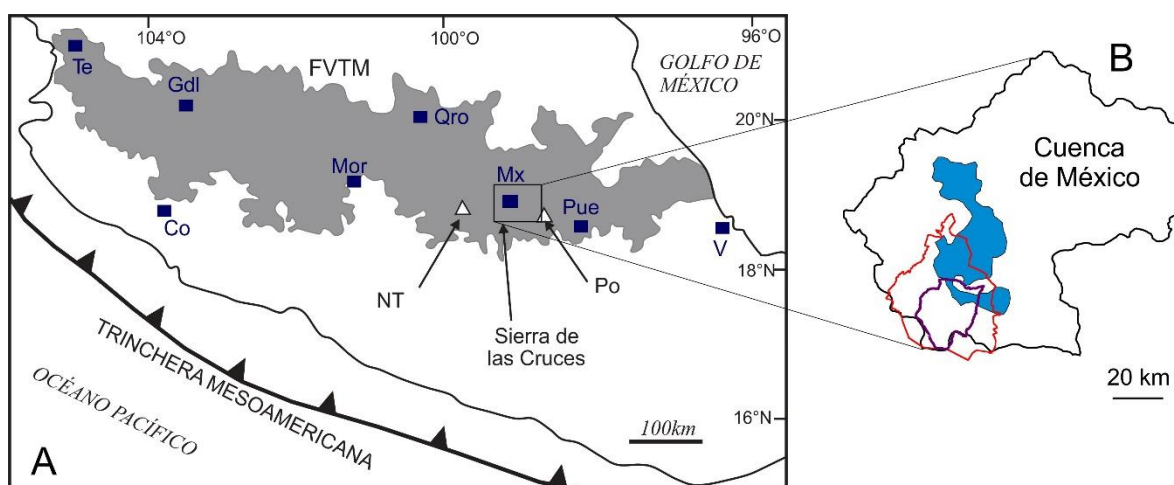 104°O
100°O
96°O
Te
FVTM
GOLFO DE
MÉXICO
B
Gdl
Qro
20°N
Cuenca
de México
Mor
Mx
Co
Pue
V
NT
Po
18°N
Sierra de
las Cruces
TRINCHERA MESOAMERICANA
OCÉANO PACÍFICO
20 km
16°N
100km
A